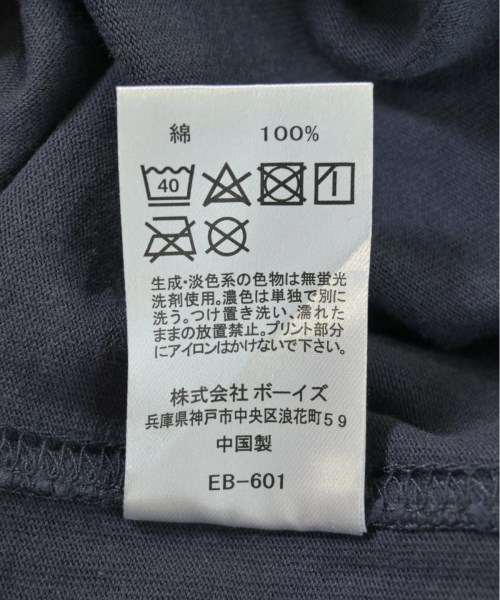 綿 100%
40
生成・淡色系の色物は無蛍光
洗剤使用。濃色は単独で別に
洗う。つけ置き洗い、濡れた
ままの放置禁止。プリント部分
にアイロンはかけないで下さい。
株式会社 ボーイズ
兵庫県神戸市中央区浪花町59
中国製
EB-601